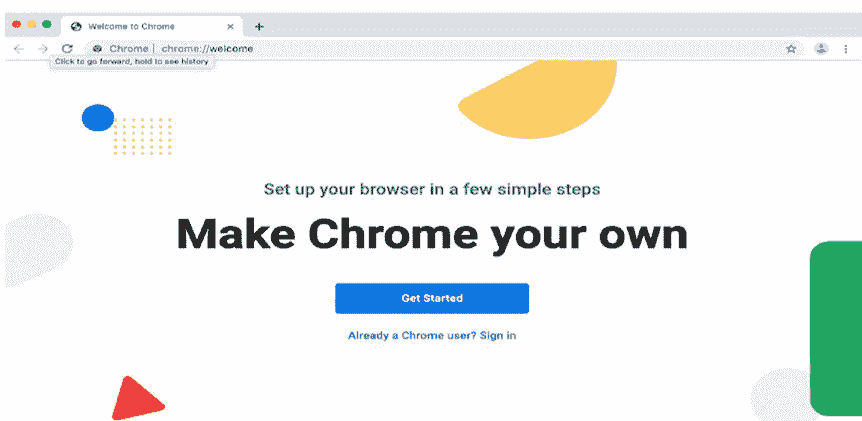 Welcome to Chrome
Chrome | chrome://welcome
Click to go forward, hold to see history
Set up your browser in a few simple steps
Make Chrome your own
Get Started
Already a Chrome user? Sign in